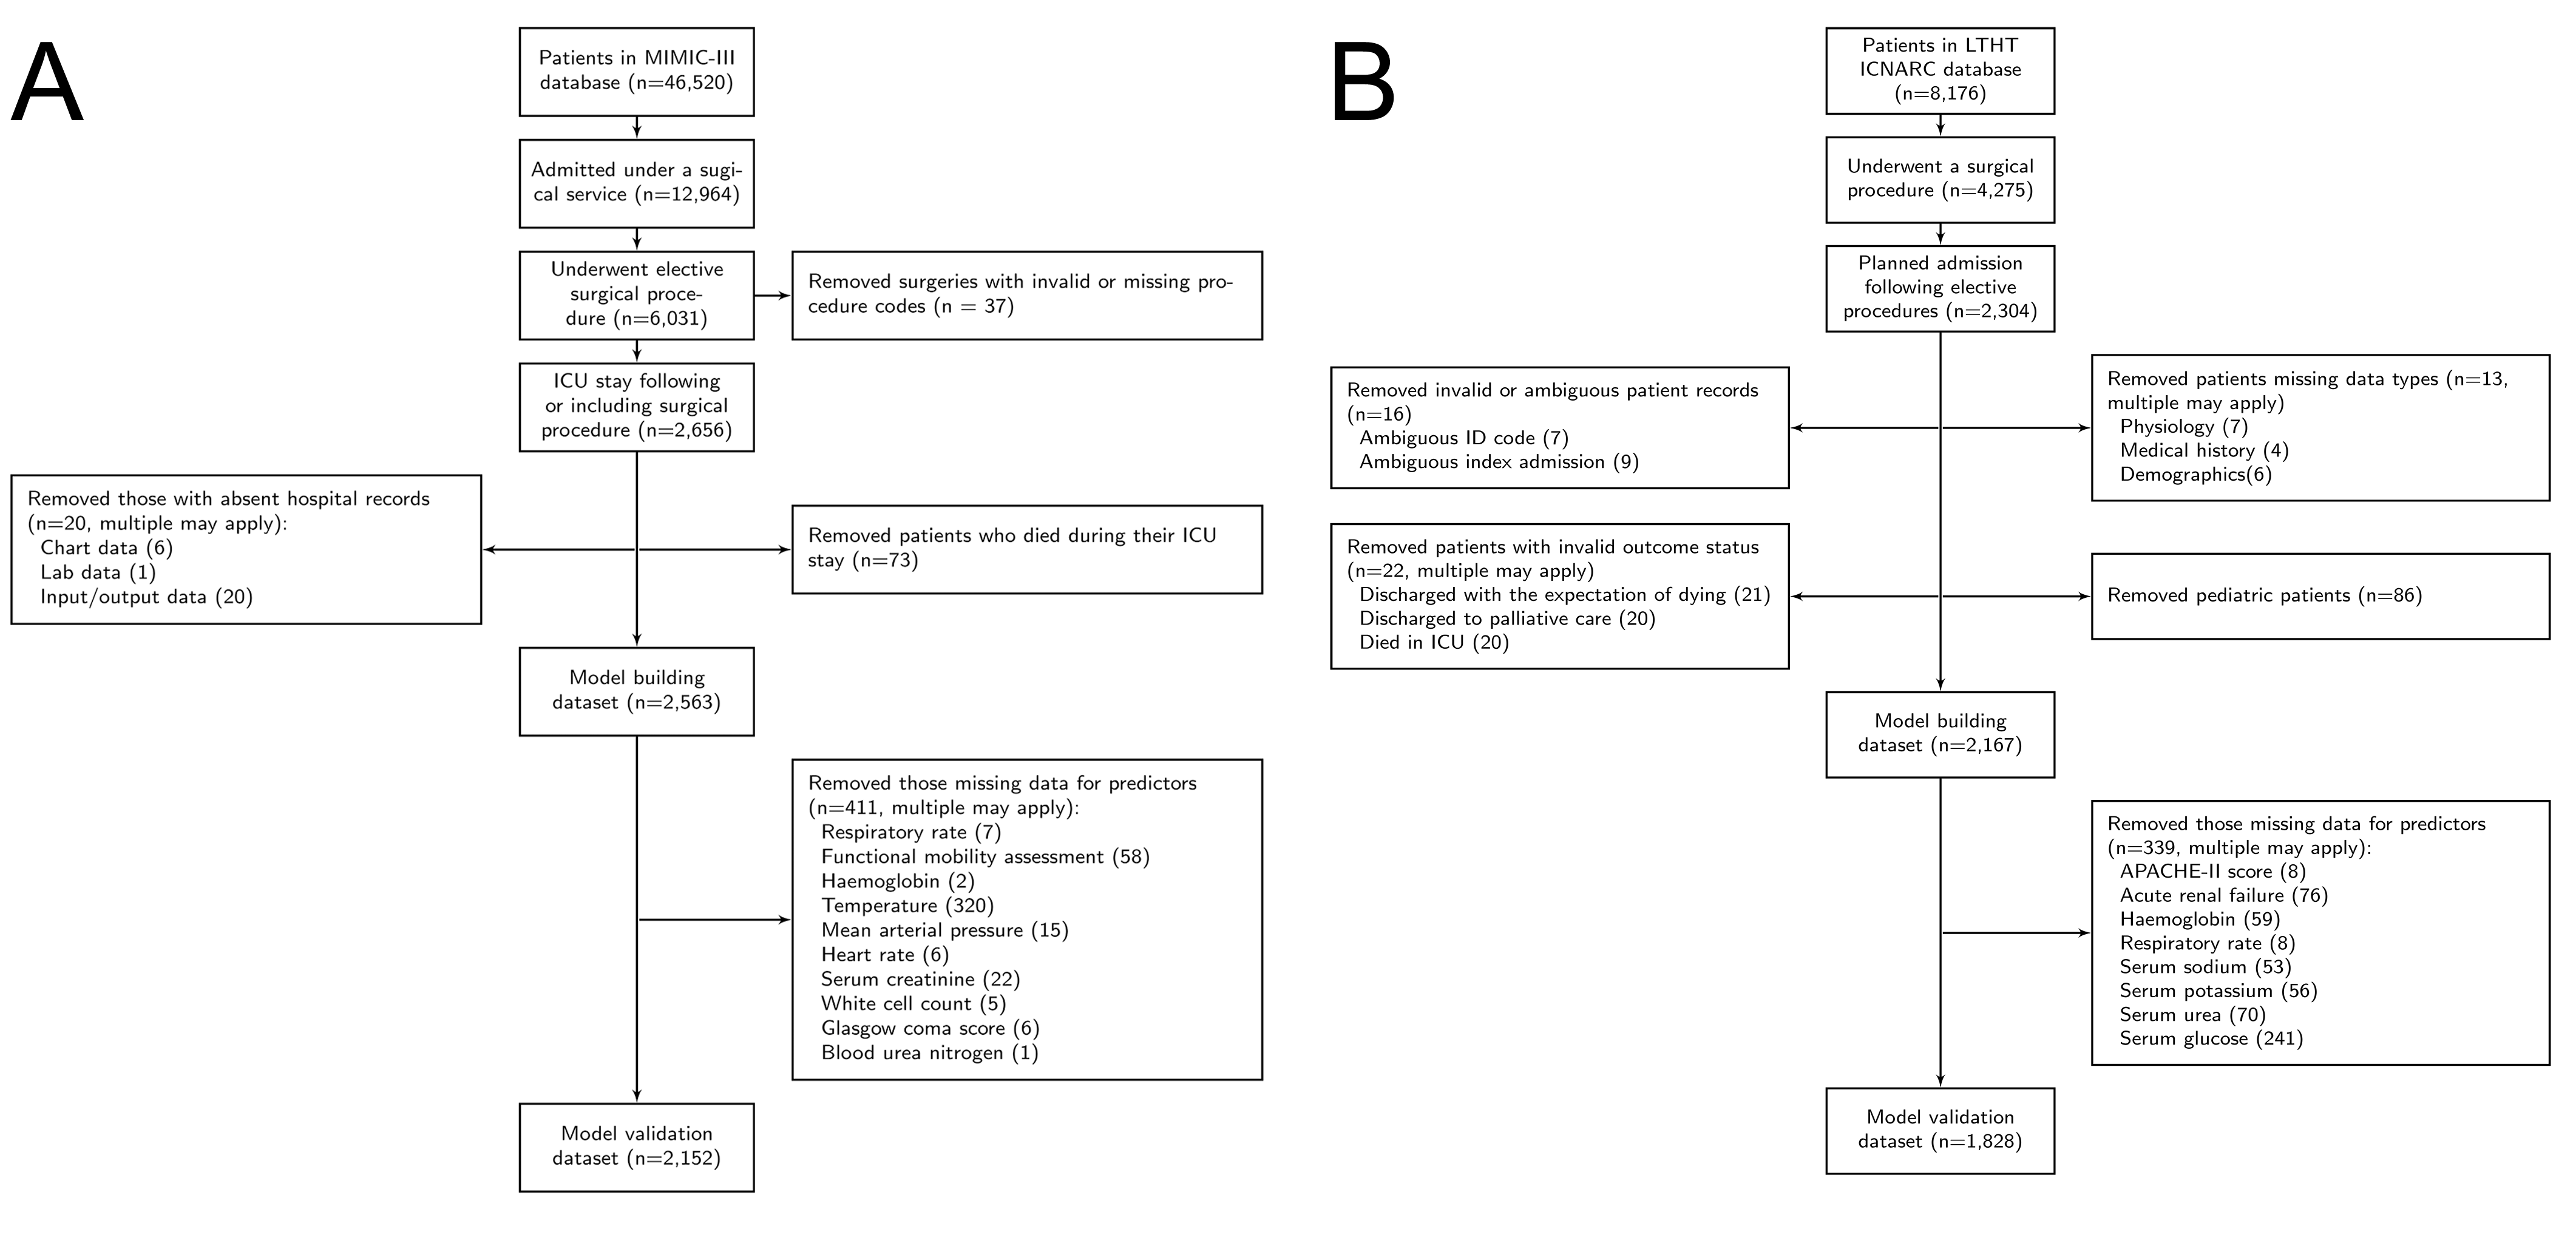 A
Patients in MIMIC-III
database (n=46,520)
Admitted under a sugi-
cal service (n=12,964)
Underwent elective
surgical proce-
dure (n=6,031)
Removed surgeries with invalid or missing pro-
cedure codes (n = 37)
ICU stay following
or including surgical
procedure (n=2,656)
Removed those with absent hospital records
(n=20, multiple may apply):
Chart data (6)
Lab data (1)
Input/output data (20)
Removed patients who died during their ICU
stay (n=73)
Model building
dataset (n=2,563)
Removed those missing data for predictors
(n=411, multiple may apply):
Respiratory rate (7)
Functional mobility assessment (58)
Haemoglobin (2)
Temperature (320)
Mean arterial pressure (15)
Heart rate (6)
Serum creatinine (22)
White cell count (5)
Glasgow coma score (6)
Blood urea nitrogen (1)
Model validation
dataset (n=2,152)
B
Patients in LTHT
ICNARC database
(n=8,176)
Underwent a surgical
procedure (n=4,275)
Planned admission
following elective
procedures (n=2,304)
Removed invalid or ambiguous patient records
(n=16)
Ambiguous ID code (7)
Ambiguous index admission (9)
Removed patients missing data types (n=13,
multiple may apply)
Physiology (7)
Medical history (4)
Demographics(6)
Removed patients with invalid outcome status
(n=22, multiple may apply)
Discharged with the expectation of dying (21)
Discharged to palliative care (20)
Died in ICU (20)
Removed pediatric patients (n=86)
Model building
dataset (n=2,167)
Removed those missing data for predictors
(n=339, multiple may apply):
APACHE-II score (8)
Acute renal failure (76)
Haemoglobin (59)
Respiratory rate (8)
Serum sodium (53)
Serum potassium (56)
Serum urea (70)
Serum glucose (241)
Model validation
dataset (n=1,828)